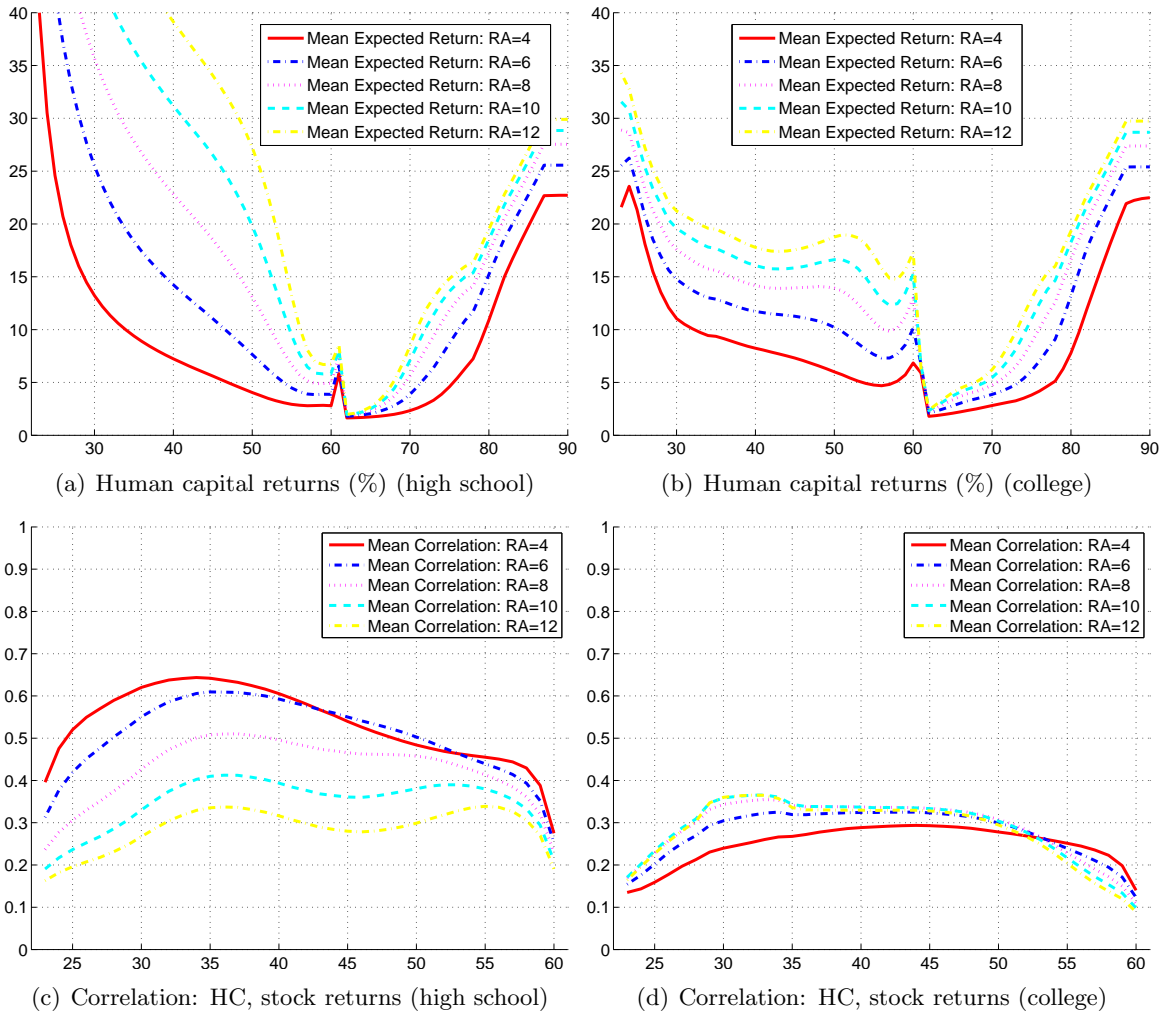 40
35
30
25
20
15
10
5
0
30 40 50 60 70 80 90
Mean Expected Return: RA=4
Mean Expected Return: RA=6
Mean Expected Return: RA=8
Mean Expected Return: RA=10
Mean Expected Return: RA=12
(a) Human capital returns (%) (high school)
40
35
30
25
20
15
10
5
0
30 40 50 60 70 80 90
Mean Expected Return: RA=4
Mean Expected Return: RA=6
Mean Expected Return: RA=8
Mean Expected Return: RA=10
Mean Expected Return: RA=12
(b) Human capital returns (%) (college)
1
0.9
0.8
0.7
0.6
0.5
0.4
0.3
0.2
0.1
0
25 30 35 40 45 50 55 60
Mean Correlation: RA=4
Mean Correlation: RA=6
Mean Correlation: RA=8
Mean Correlation: RA=10
Mean Correlation: RA=12
(c) Correlation: HC, stock returns (high school)
1
0.9
0.8
0.7
0.6
0.5
0.4
0.3
0.2
0.1
0
25 30 35 40 45 50 55 60
Mean Correlation: RA=4
Mean Correlation: RA=6
Mean Correlation: RA=8
Mean Correlation: RA=10
Mean Correlation: RA=12
(d) Correlation: HC, stock returns (college)